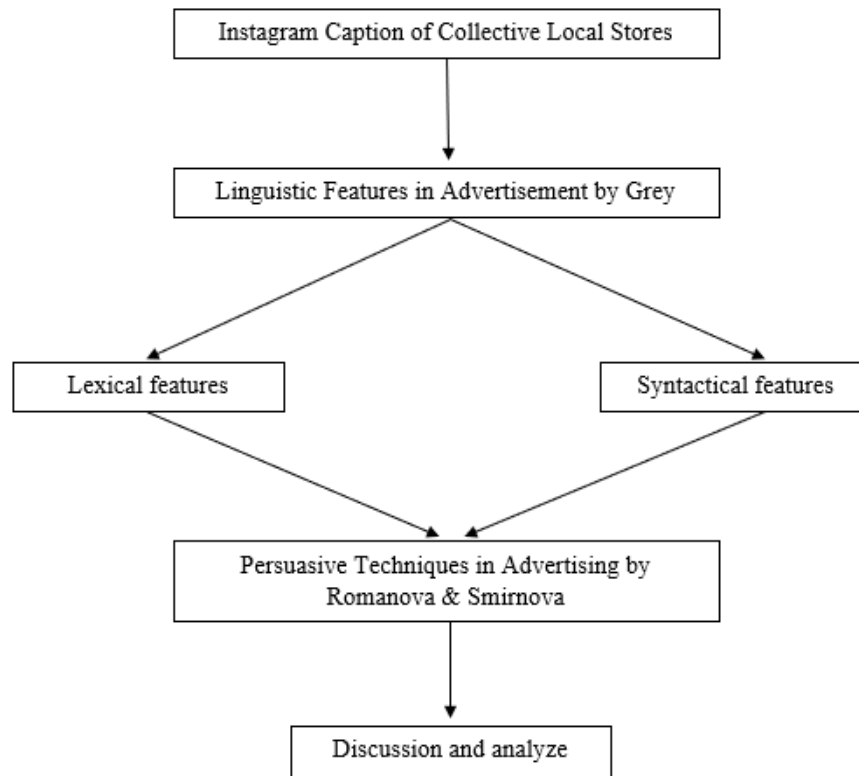 Instagram Caption of Collective Local Stores
Linguistic Features in Advertisement by Grey
Lexical features
Syntactical features
Persuasive Techniques in Advertising by
Romanova & Smirnova
Discussion and analyze